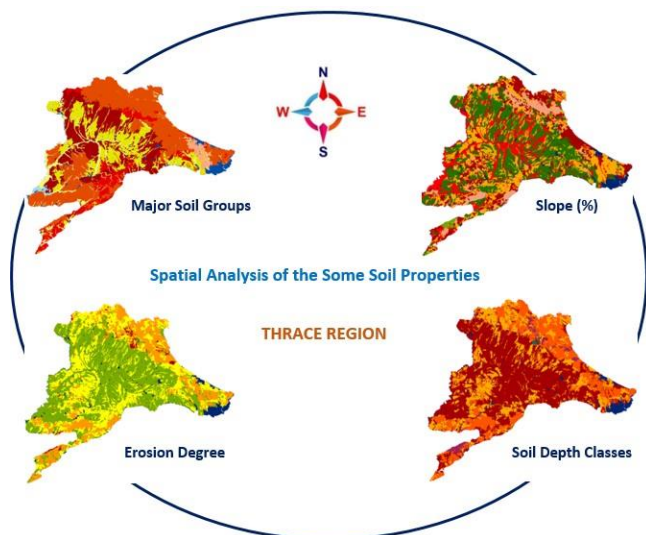 N
W E
S
Major Soil Groups
Slope (%)
Spatial Analysis of the Some Soil Properties
THRACE REGION
Erosion Degree
Soil Depth Classes